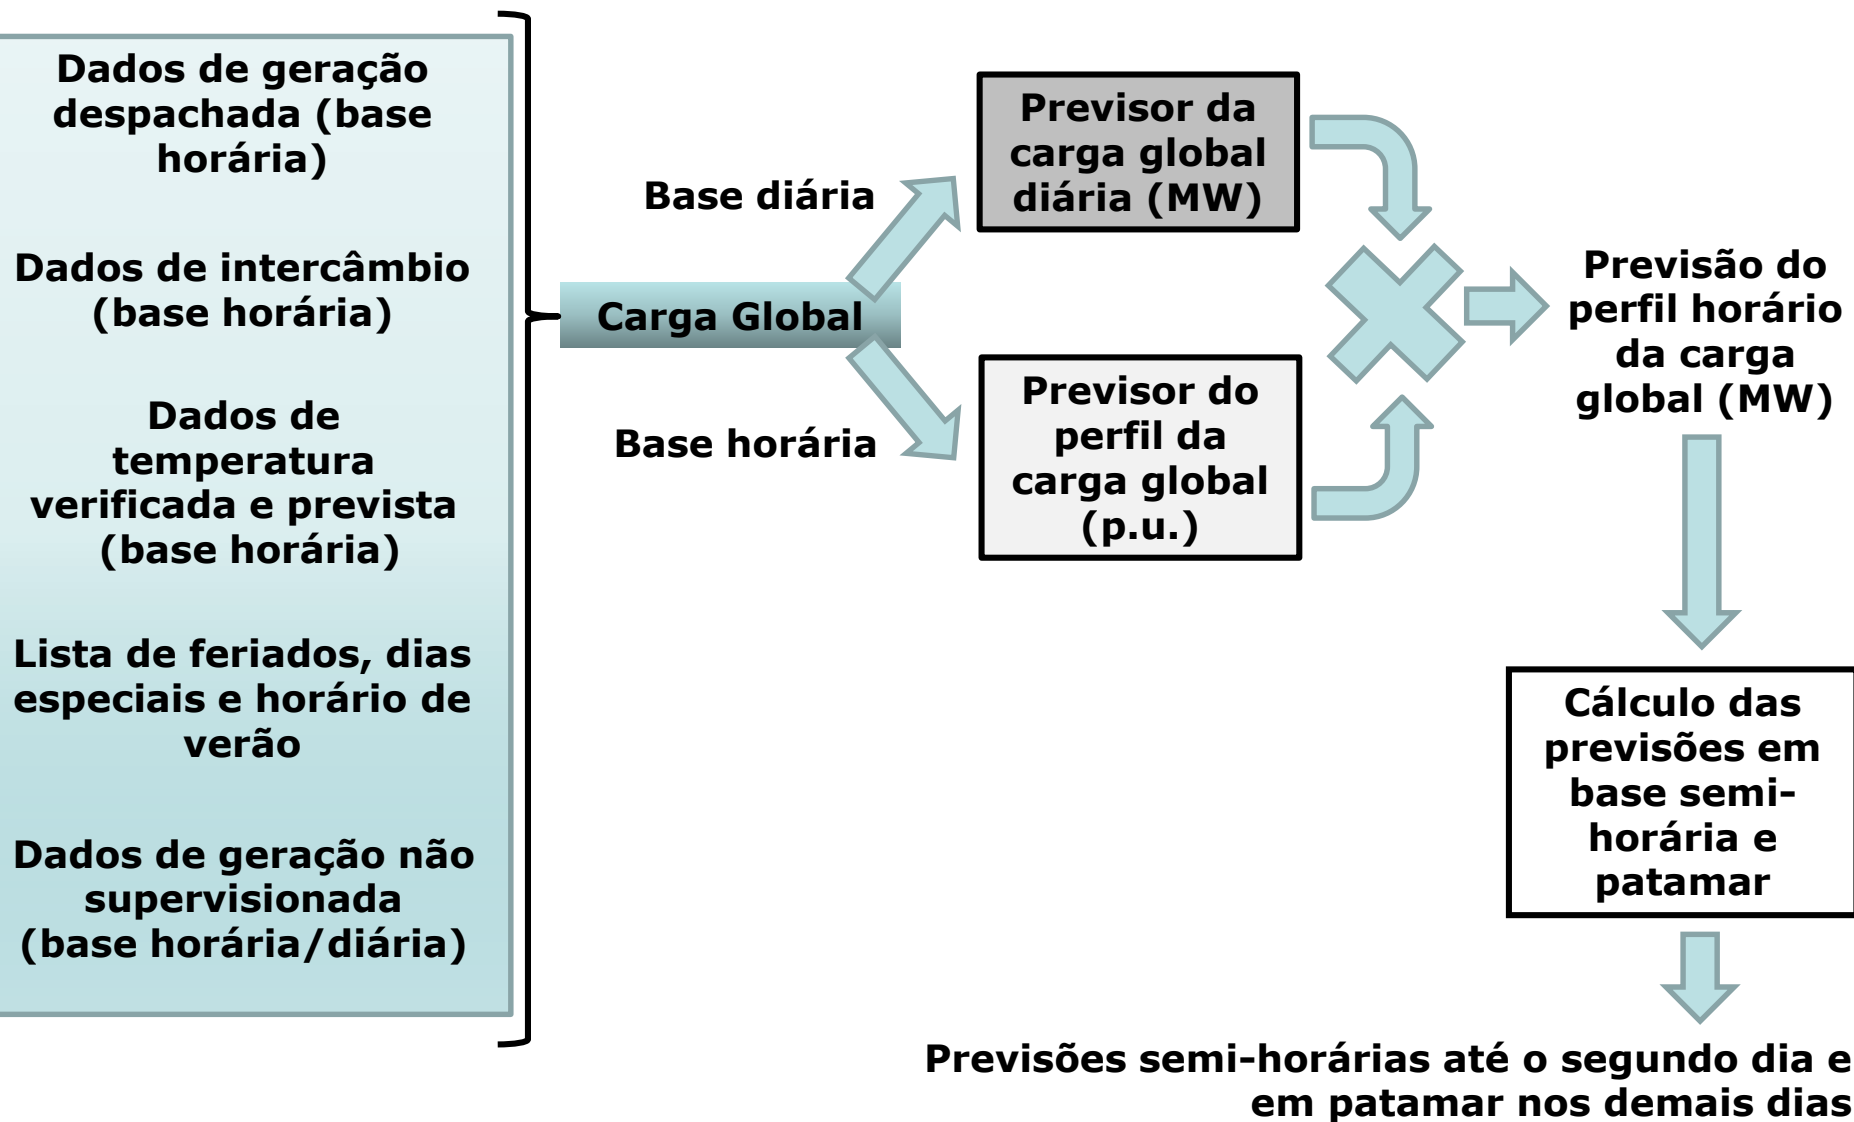 Dados de geração
despachada (base
horária)
Dados de intercâmbio
(base horária)
Dados de
temperatura
verificada e prevista
(base horária)
Lista de feriados, dias
especiais e horário de
verão
Dados de geração não
supervisionada
(base horária/diária)
Carga Global
Base diária
Base horária
Previsor da
carga global
diária (MW)
Previsor do
perfil da
carga global
(p.u.)
Previsão do
perfil horário
da carga
global (MW)
Cálculo das
previsões em
base semi-
horária e
patamar
Previsões semi-horárias até o segundo dia e
em patamar nos demais dias